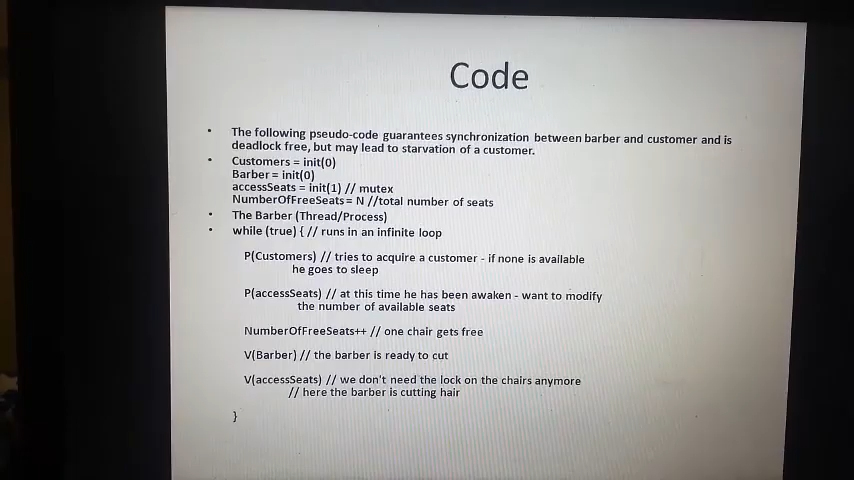 Code
• The following pseudo-code guarantees synchronization between barber and customer and is
deadlock free, but may lead to starvation of a customer.
• Customers = init(0)
Barber = init(0)
accessSeats = init(1) // mutex
NumberOfFreeSeats= N //total number of seats
• The Barber (Thread/Process)
• while (true) { // runs in an infinite loop
P(Customers) // tries to acquire a customer - if none is available
he goes to sleep
P(accessSeats) // at this time he has been awaken - want to modify
the number of available seats
NumberOfFreeSeats++ // one chair gets free
V(Barber) // the barber is ready to cut
V(accessSeats) // we don't need the lock on the chairs anymore
// here the barber is cutting hair
}